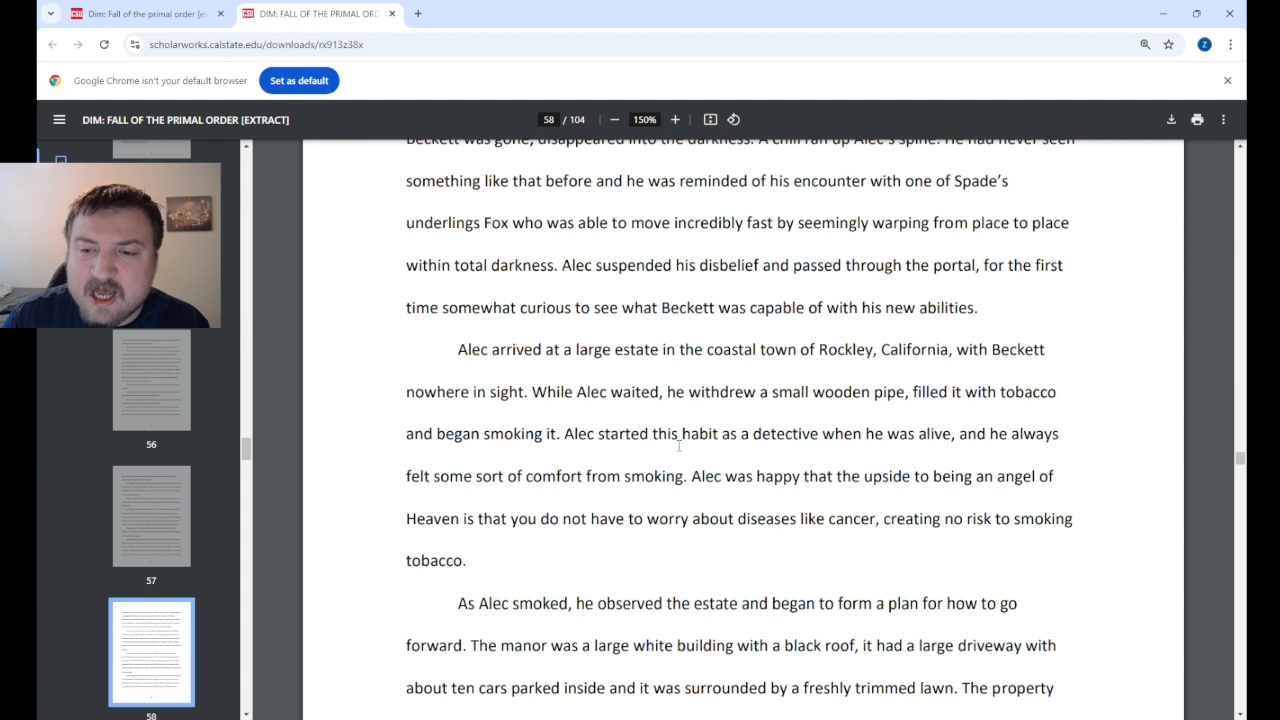 DIM: Fall of the primal order [ex
DIM: FALL OF THE PRIMAL ORD
scholarworks.calstate.edu/downloads/rx913z38x
Z
Google Chrome isn't your default browser
Set as default
DIM: FALL OF THE PRIMAL ORDER [EXTRACT]
58 / 104
150%
Beckett was gone, disappeared into the darkness. A chill ran up Alec's spine. He had never seen
something like that before and he was reminded of his encounter with one of Spade's
underlings Fox who was able to move incredibly fast by seemingly warping from place to place
within total darkness. Alec suspended his disbelief and passed through the portal, for the first
time somewhat curious to see what Beckett was capable of with his new abilities.
Alec arrived at a large estate in the coastal town of Rockley, California, with Beckett
nowhere in sight. While Alec waited, he withdrew a small wooden pipe, filled it with tobacco
and began smoking it. Alec started this habit as a detective when he was alive, and he always
felt some sort of comfort from smoking. Alec was happy that the upside to being an angel of
Heaven is that you do not have to worry about diseases like cancer, creating no risk to smoking
tobacco.
As Alec smoked, he observed the estate and began to form a plan for how to go
forward. The manor was a large white building with a black roof, it had a large driveway with
about ten cars parked inside and it was surrounded by a freshly trimmed lawn. The property
56
57
58